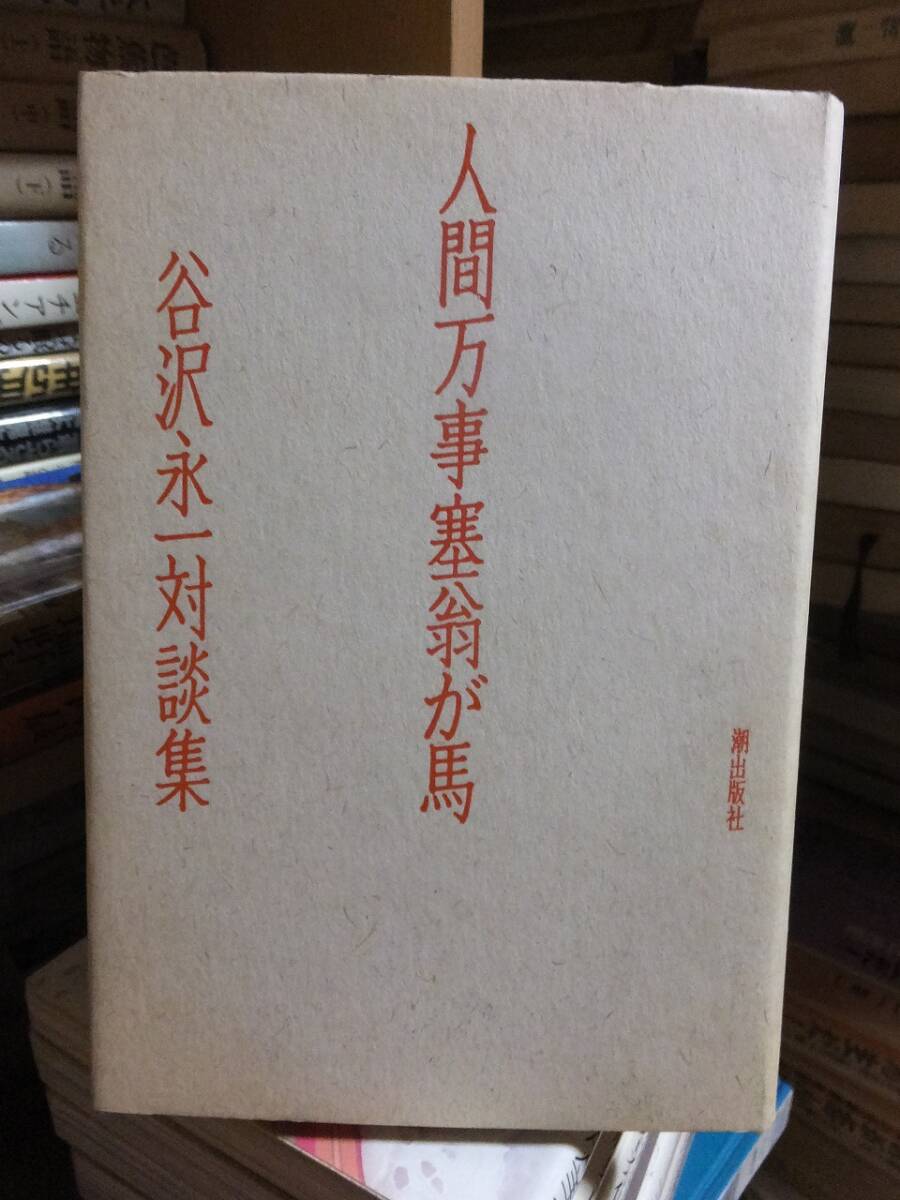 人間万事塞翁が馬
谷沢永一対談集
潮出版社